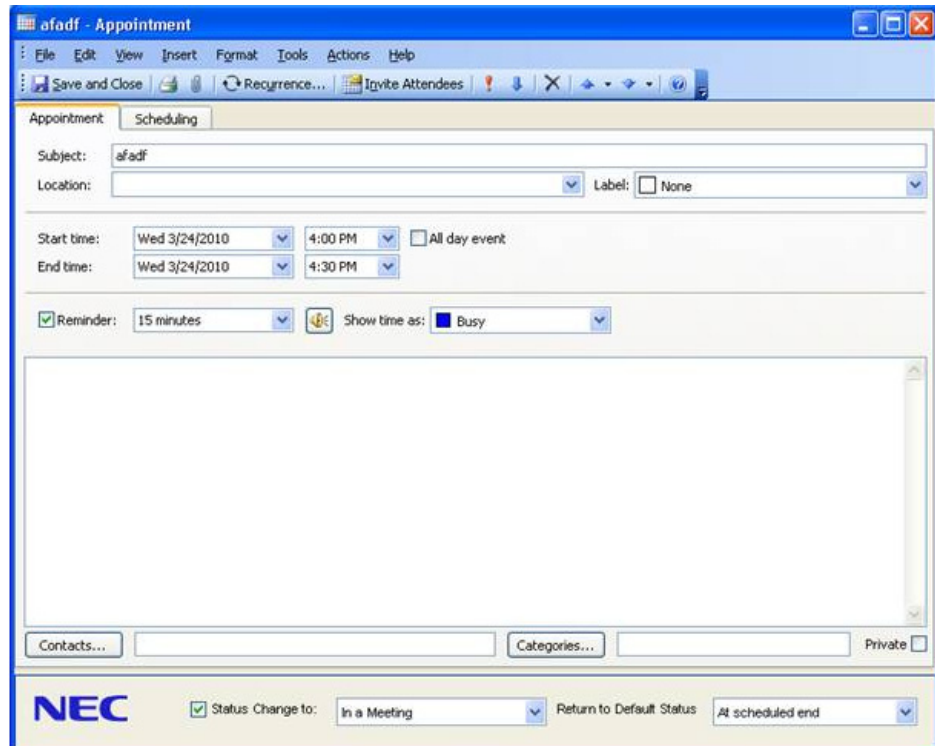 afadf - Appointment
File Edit View Insert Format Tools Actions Help
Save and Close Recurrence... Invite Attendees
Appointment Scheduling
Subject: afadf
Location: Label: None
Start time: Wed 3/24/2010 4:00 PM All day event
End time: Wed 3/24/2010 4:30 PM
Reminder: 15 minutes Show time as: Busy
Contacts... Categories... Private
NEC Status Change to: In a Meeting Return to Default Status At scheduled end